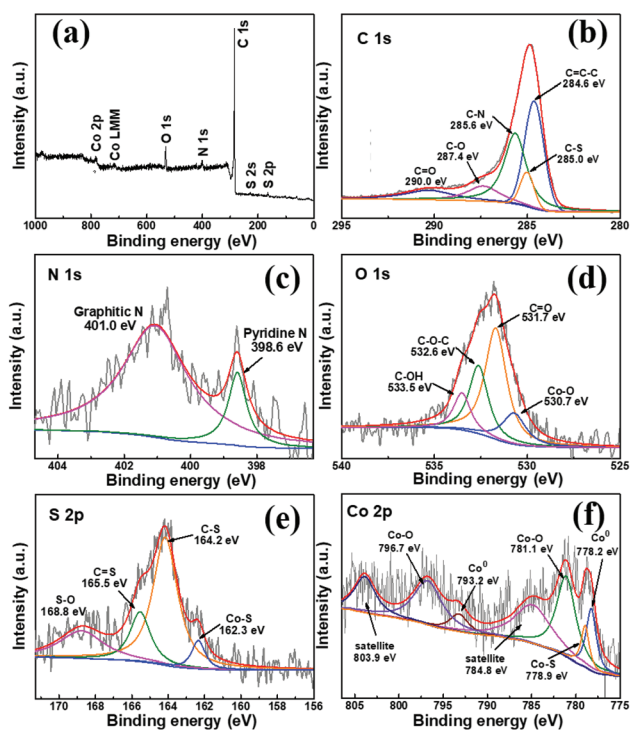 (a)
Intensity (a.u.)
Co 2p
Co LMM
O 1s
N 1s
C 1s
S 2s
S 2p
1000 800 600 400 200 0
Binding energy (eV)
C 1s
(b)
Intensity (a.u.)
C=C-C
284.6 eV
C-N
285.6 eV
C-O
287.4 eV
C=O
290.0 eV
C-S
285.0 eV
295 290 285 280
Binding energy (eV)
N 1s
(c)
Intensity (a.u.)
Graphitic N
401.0 eV
Pyridine N
398.6 eV
404 402 400 398
Binding energy (eV)
O 1s
(d)
Intensity (a.u.)
C=O
531.7 eV
C-O-C
532.6 eV
C-OH
533.5 eV
Co-O
530.7 eV
540 535 530 525
Binding energy (eV)
S 2p
(e)
Intensity (a.u.)
C-S
164.2 eV
C=S
165.5 eV
S-O
168.8 eV
Co-S
162.3 eV
170 168 166 164 162 160 158 156
Binding energy (eV)
Co 2p
(f)
Intensity (a.u.)
Co-O
796.7 eV
Co⁰
793.2 eV
Co-O
781.1 eV
Co⁰
778.2 eV
satellite
803.9 eV
satellite
784.8 eV
Co-S
778.9 eV
805 800 795 790 785 780 775
Binding energy (eV)